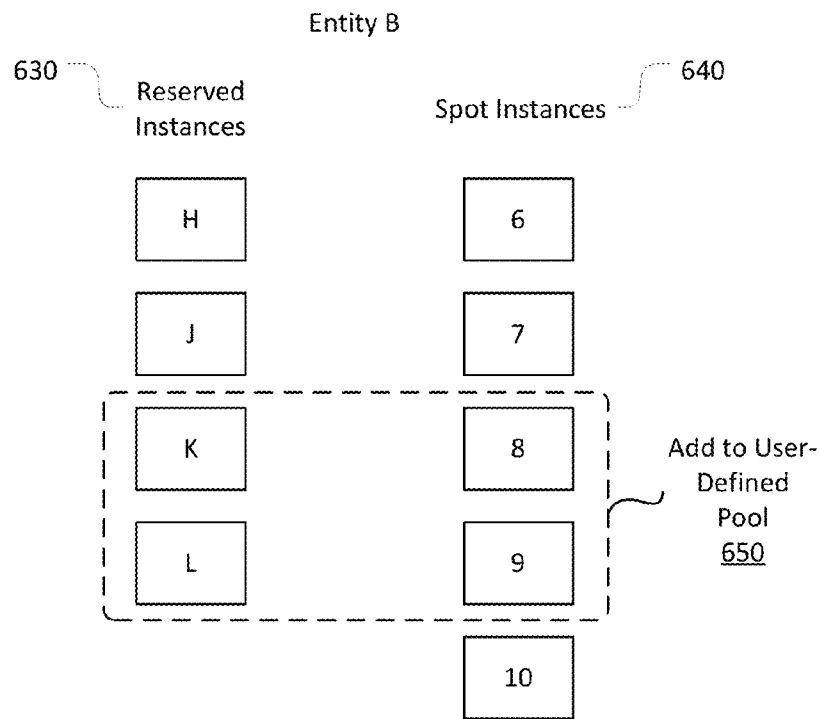 Entity B
630
Reserved
Instances
Spot Instances
640
H
6
J
7
K
8
Add to User-
Defined
Pool
650
L
9
10